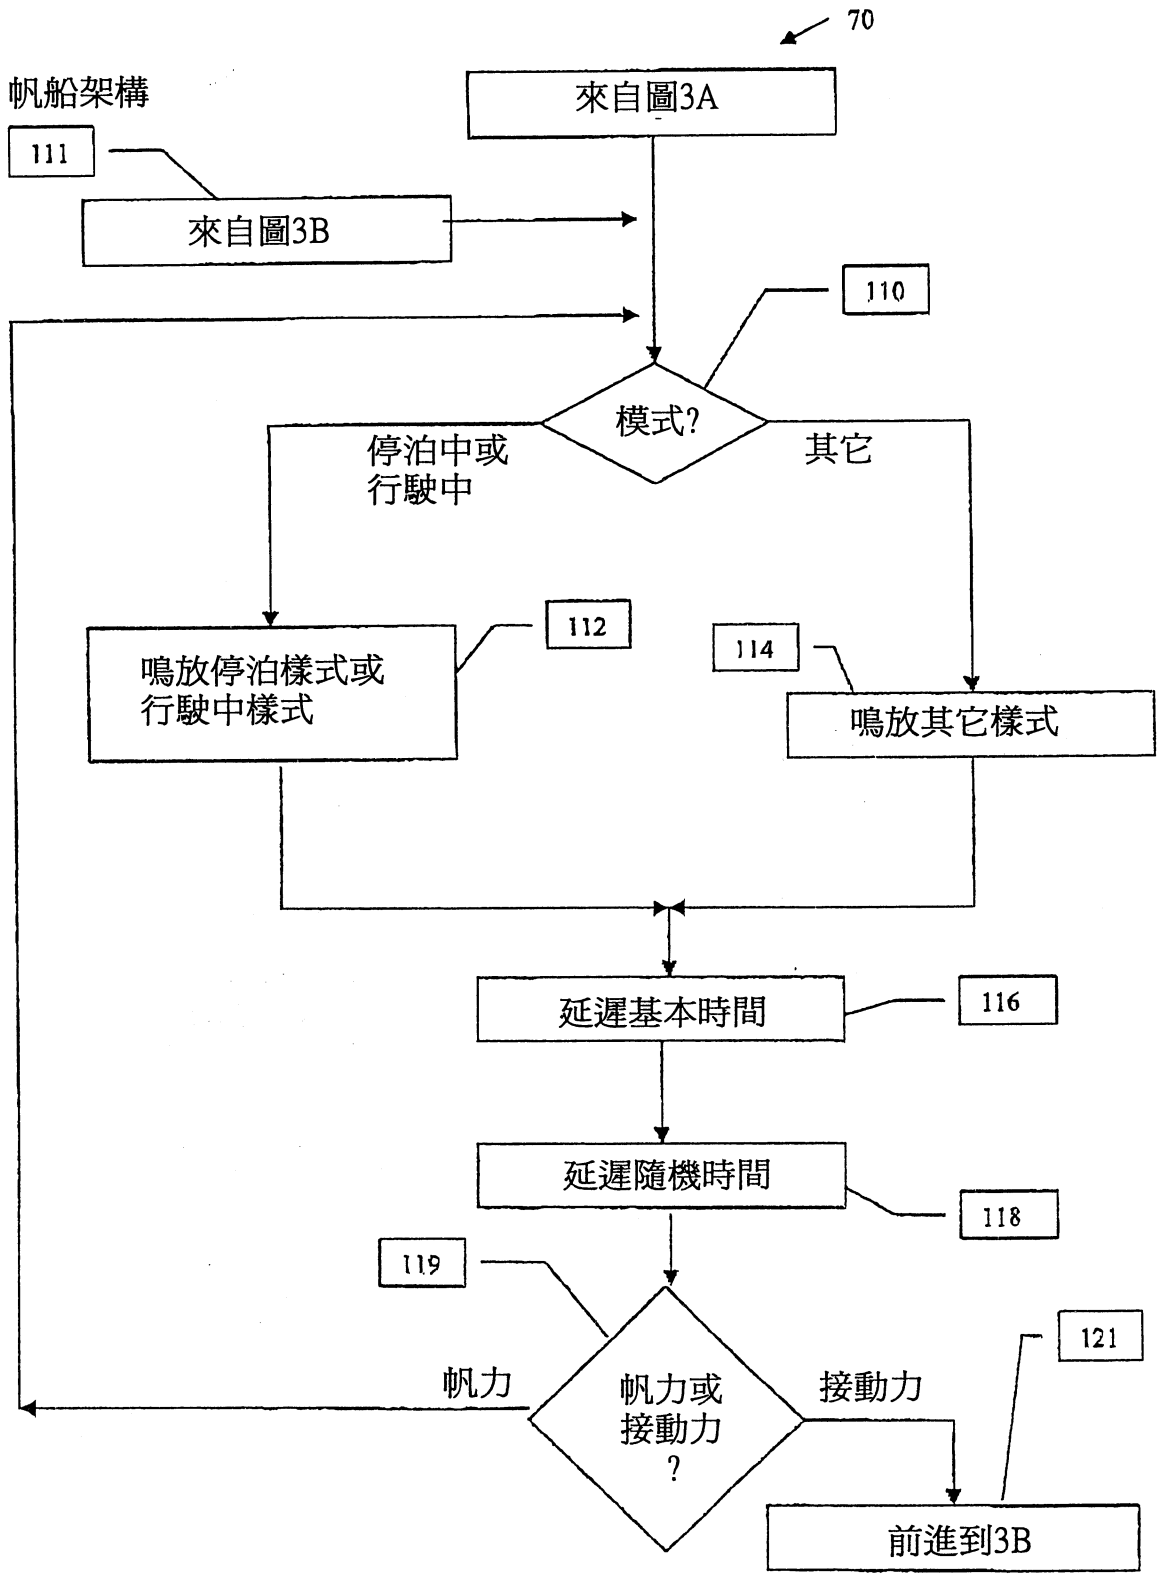 70
帆船架構
來自圖3A
111
來自圖3B
110
模式?
停泊中或
行駛中
其它
112
114
鳴放停泊樣式或
行駛中樣式
鳴放其它樣式
延遲基本時間
116
延遲隨機時間
118
119
121
帆力
帆力或
接動力
?
接動力
前進到3B